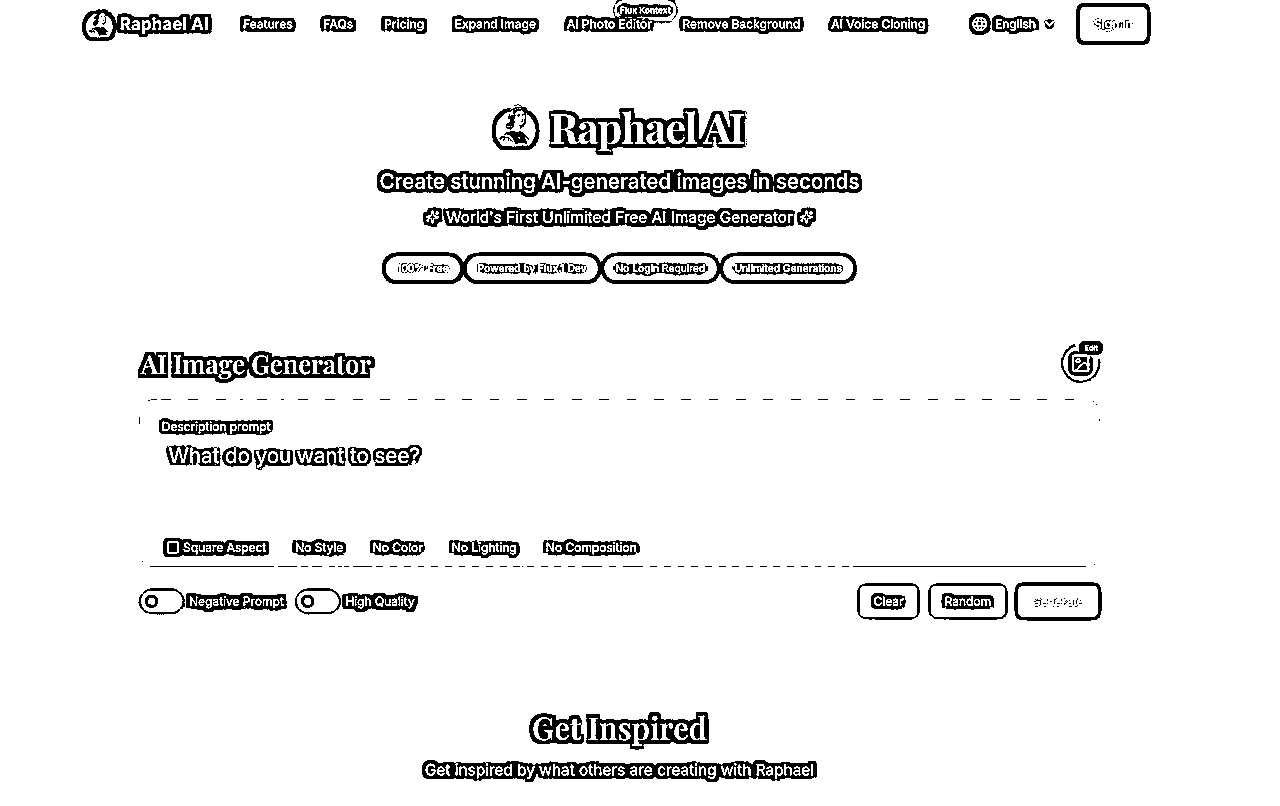 Flux Kontext
Raphael AI Features FAQs Pricing Expand Image AI Photo Editor Remove Background AI Voice Cloning English Sign in
Raphael AI
Create stunning AI-generated images in seconds
World's First Unlimited Free AI Image Generator
100% Free Powered by Flux.1 Dev No Login Required Unlimited Generations
AI Image Generator
Edit
Description prompt
What do you want to see?
Square Aspect No Style No Color No Lighting No Composition
Negative Prompt High Quality Clear Random Generate
Get Inspired
Get inspired by what others are creating with Raphael